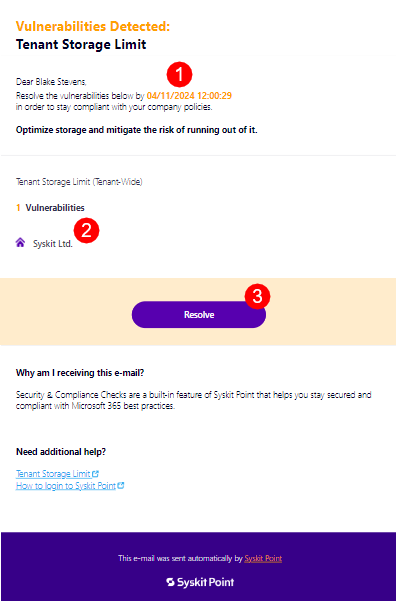 Vulnerabilities Detected:
Tenant Storage Limit
1
Dear Blake Stevens,
Resolve the vulnerabilities below by 04/11/2024 12:00:29
in order to stay compliant with your company policies.
Optimize storage and mitigate the risk of running out of it.
Tenant Storage Limit (Tenant-Wide)
1 Vulnerabilities
2
Syskit Ltd.
3
Resolve
Why am I receiving this e-mail?
Security & Compliance Checks are a built-in feature of Syskit Point that helps you stay secured and
compliant with Microsoft 365 best practices.
Need additional help?
Tenant Storage Limit
How to login to Syskit Point
This e-mail was sent automatically by Syskit Point
Syskit Point